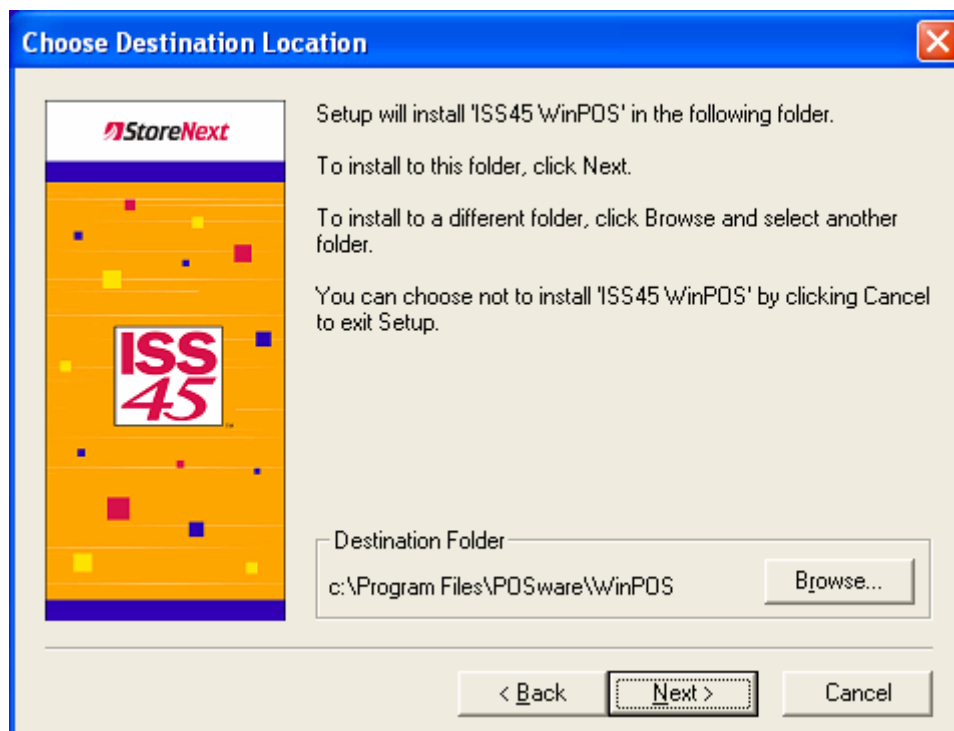 Choose Destination Location
StoreNext
Setup will install 'ISS45 WinPOS' in the following folder.
To install to this folder, click Next.
To install to a different folder, click Browse and select another
folder.
You can choose not to install 'ISS45 WinPOS' by clicking Cancel
to exit Setup.
ISS
45
Destination Folder
c:\Program Files\POSware\WinPOS
Browse...
< Back
Next >
Cancel